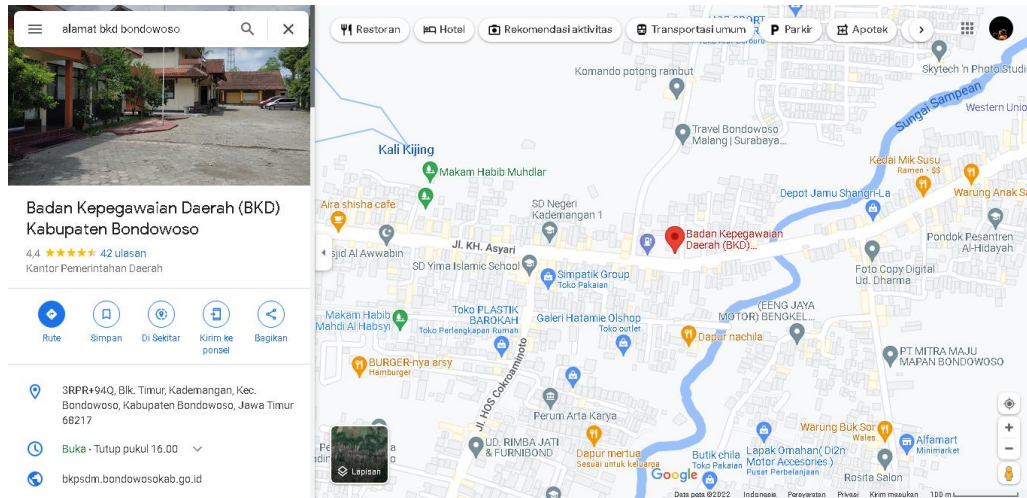 alamat bkd bondowoso
Badan Kepegawaian Daerah (BKD)
Kabupaten Bondowoso
4,4
42 ulasan
Kantor Pemerintahan Daerah
Rute
Simpan
Di Sekitar
Kirim ke
ponsel
Bagikan
3RPR+94Q, Blk. Timur, Kademangan, Kec.
Bondowoso, Kabupaten Bondowoso, Jawa Timur
68217
Buka · Tutup pukul 16.00
bkpsdm.bondowosokab.go.id
Restoran
Hotel
Rekomendasi aktivitas
Transportasi umum
P Parkir
Apotek
Komando potong rambut
Skytech 'n Photo Studi
Sungai Sampean
Western Unio
Travel Bondowoso
Malang | Surabaya...
Kali Kijing
Makam Habib Muhdlar
Kedai Mik Susu
Ramen · $$
Depot Jamu Shangri-La
Warung Anak S
Aira shisha cafe
SD Negeri
Kademangan 1
sjid Al Awwabin
Jl. KH. Asyari
Badan Kepegawaian
Daerah (BKD)...
Pondok Pesantren
Al-Hidayah
SD Yima Islamic School
Simpatik Group
Toko Pakaian
Foto Copy Digital
Ud. Dharma
Makam Habib
Mahdi Al Habsyi
Toko PLASTIK
BAROKAH
Toko Perlengkapan Rumah
Galeri Hatamie Olshop
Toko outlet
(EENG JAYA
MOTOR) BENGKEL...
Dapur nachila
BURGER-nya arsy
Hamburger
PT MITRA MAJU
MAPAN BONDOWOSO
Jl. HOS Cokroaminoto
Perum Arta Karya
UD. RIMBA JATI
& FURNIBOND
Dapur mertua
Sesuai untuk keluarga
Butik chila
Toko Pakaian
Lapak Omahan( Di2n
Motor Accesories )
Pusat Perbelanjaan
Warung Buk Sor
Wales
Alfamart
Minimarket
Rosita Salon
Lapisan
Google
Data peta ©2022
Indonesia
Persyaratan
Privasi
Kirim masukan
100 m